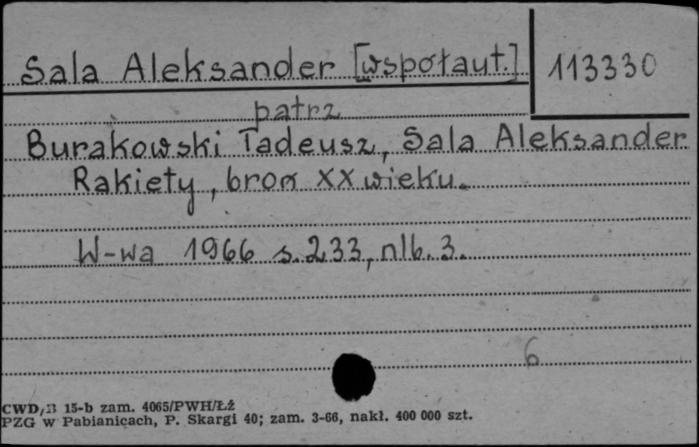 Sala Aleksander [współaut.]
113330
patrz
Burakowski Tadeusz, Sala Aleksander
Rakiety, broń XX wieku.
W-wa 1966 s. 233, nlb. 3.
6
CWD/B 15-b zam. 4065/PWH/Łź
PZG w Pabianicach, P. Skargi 40; zam. 3-66, nakł. 400 000 szt.